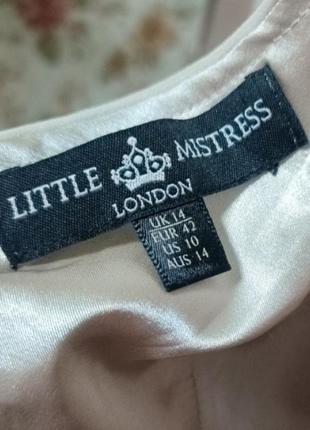 LITTLE MISTRESS
LONDON
UK 14
EUR 42
US 10
AUS 14